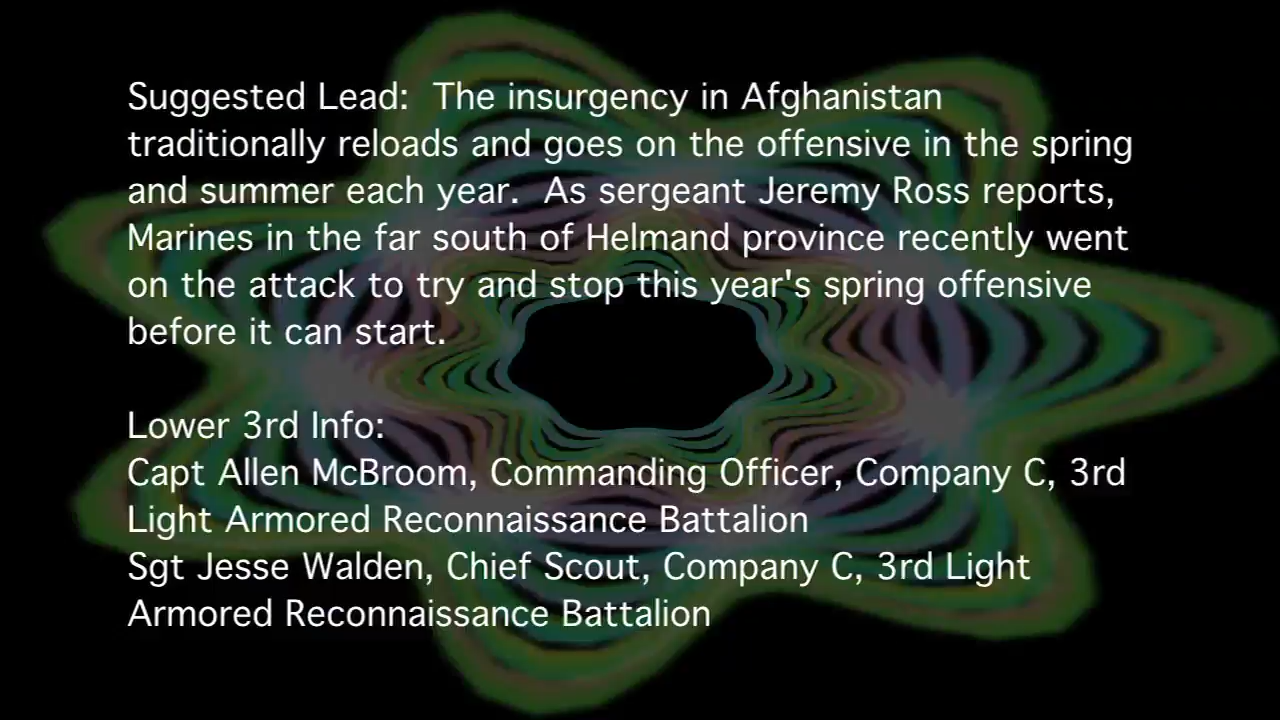 Suggested Lead:  The insurgency in Afghanistan
traditionally reloads and goes on the offensive in the spring
and summer each year.  As sergeant Jeremy Ross reports,
Marines in the far south of Helmand province recently went
on the attack to try and stop this year's spring offensive
before it can start.
Lower 3rd Info:
Capt Allen McBroom, Commanding Officer, Company C, 3rd
Light Armored Reconnaissance Battalion
Sgt Jesse Walden, Chief Scout, Company C, 3rd Light
Armored Reconnaissance Battalion